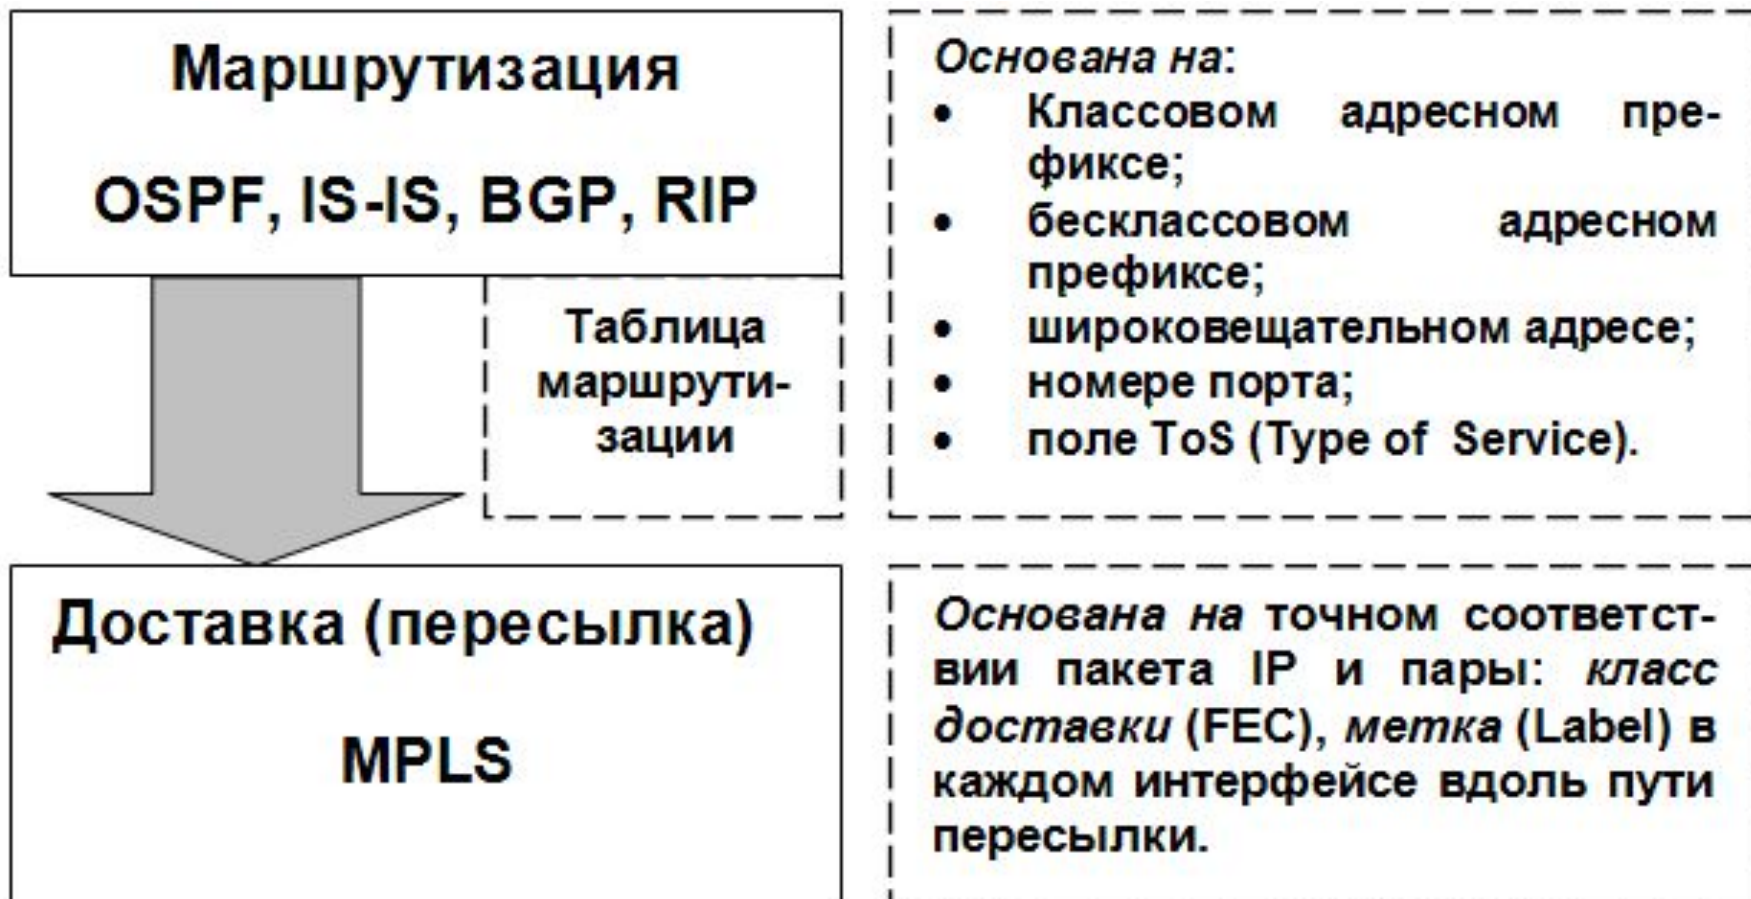 Маршрутизация
OSPF, IS-IS, BGP, RIP
Основана на:
• Классовом адресном пре-
фиксе;
• бесклассовом адресном
префиксе;
• широковещательном адресе;
• номере порта;
• поле ToS (Type of Service).
Таблица
маршрути-
зации
Доставка (пересылка)
MPLS
Основана на точном соответст-
вии пакета IP и пары: класс
доставки (FEC), метка (Label) в
каждом интерфейсе вдоль пути
пересылки.